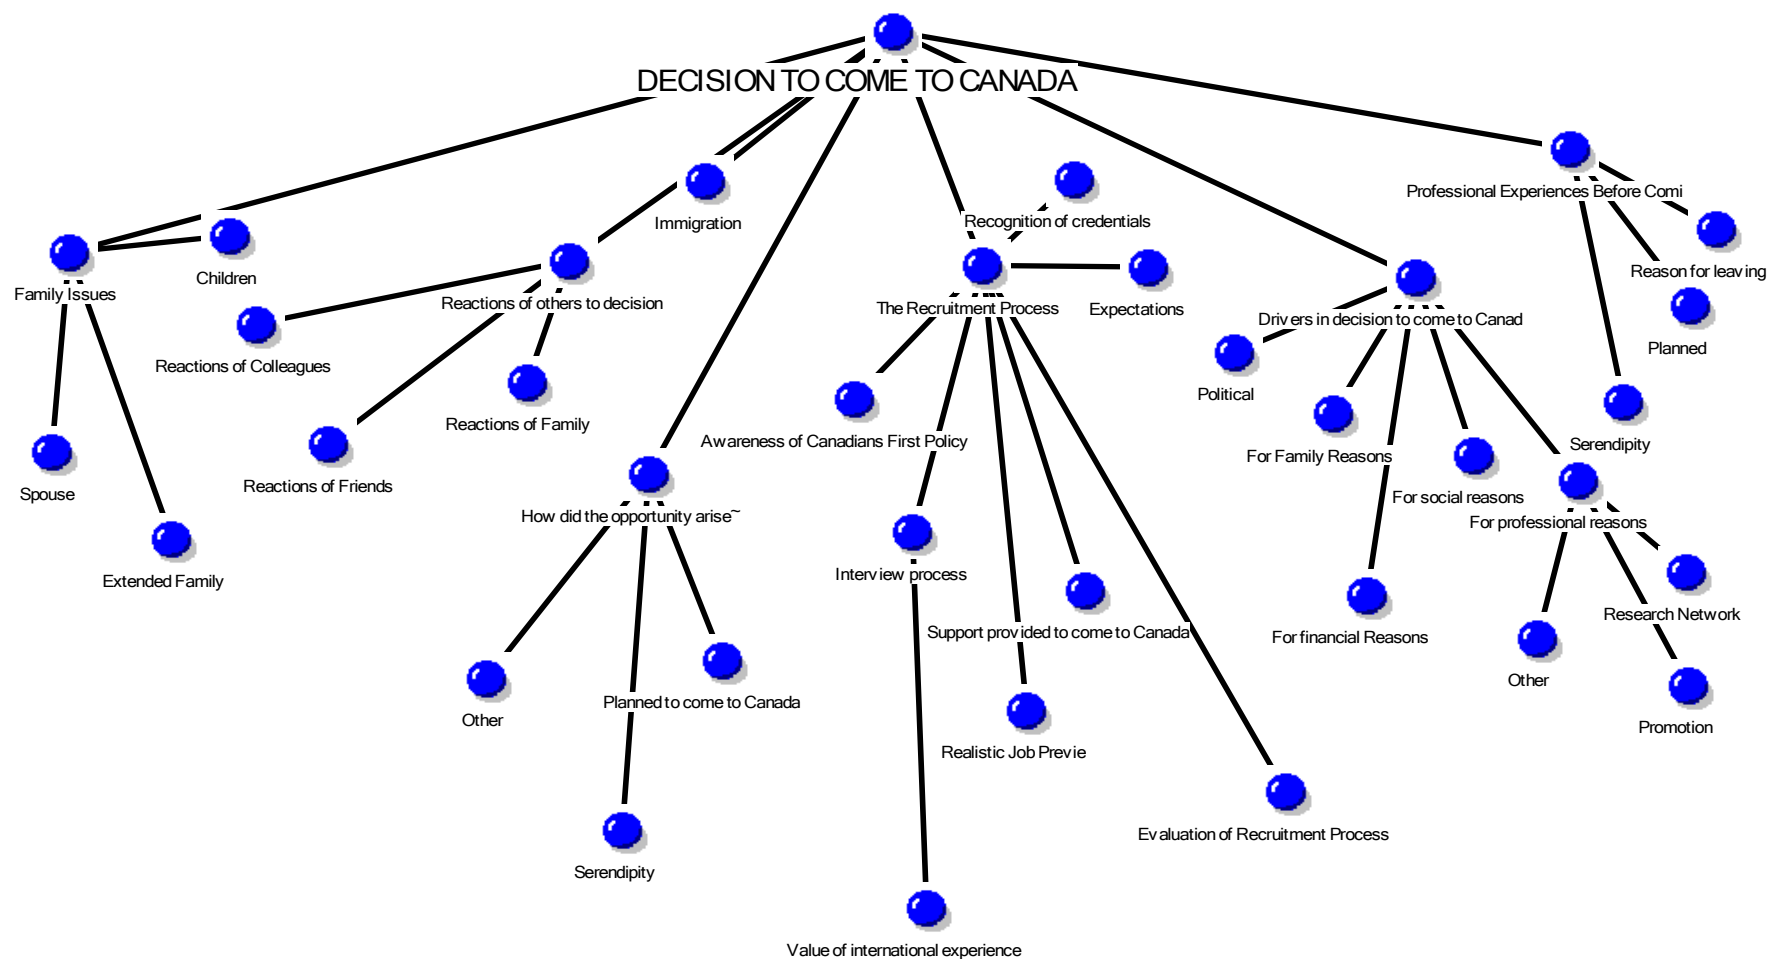 DECISION TO COME TO CANADA
Professional Experiences Before Comi
Immigration
Recognition of credentials
Reason for leaving
Children
Family Issues
Reactions of others to decision
The Recruitment Process
Expectations
Drivers in decision to come to Canad
Planned
Reactions of Colleagues
Political
Reactions of Family
Awareness of Canadians First Policy
Serendipity
For Family Reasons
Spouse
Reactions of Friends
For social reasons
How did the opportunity arise~
For professional reasons
Extended Family
Interview process
Research Network
Support provided to come to Canada
For financial Reasons
Other
Planned to come to Canada
Other
Promotion
Realistic Job Previe
Evaluation of Recruitment Process
Serendipity
Value of international experience